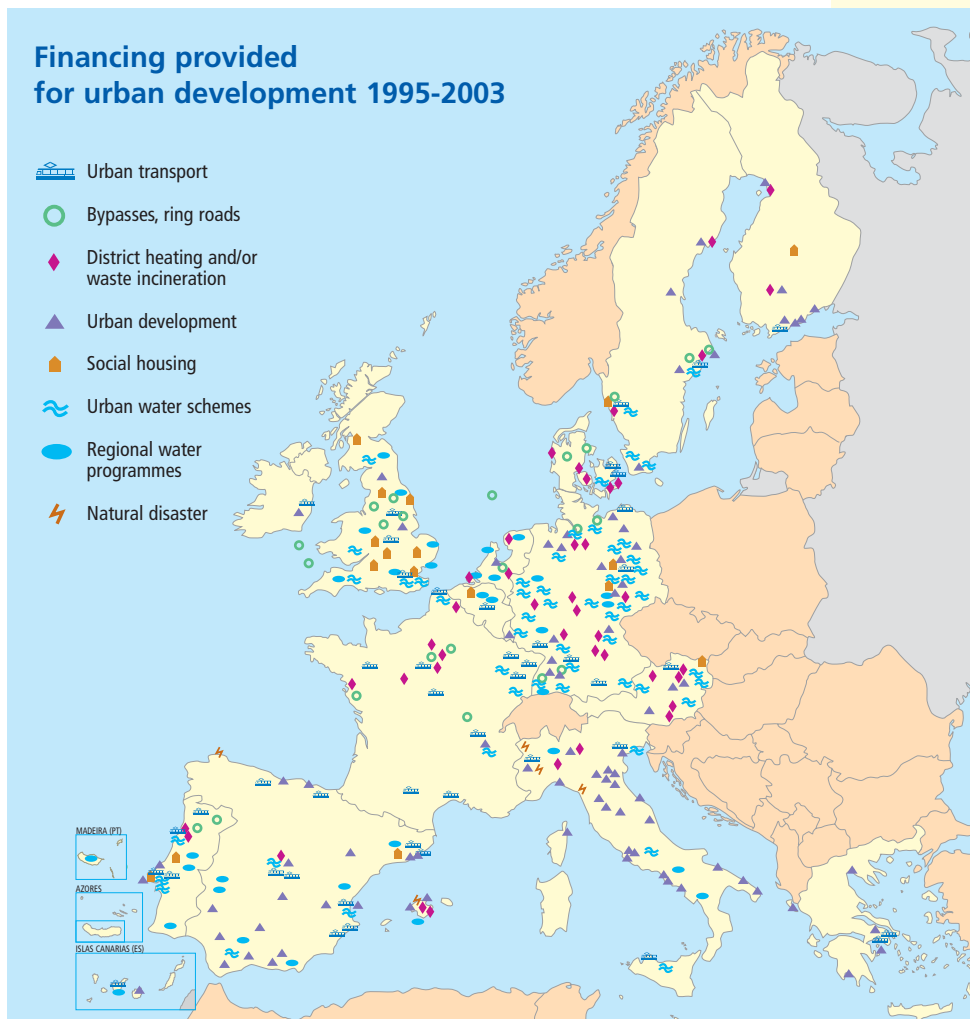 Financing provided
for urban development 1995-2003
Urban transport
Bypasses, ring roads
District heating and/or
waste incineration
Urban development
Social housing
Urban water schemes
Regional water
programmes
Natural disaster
MADEIRA (PT)
AZORES
ISLAS CANARIAS (ES)